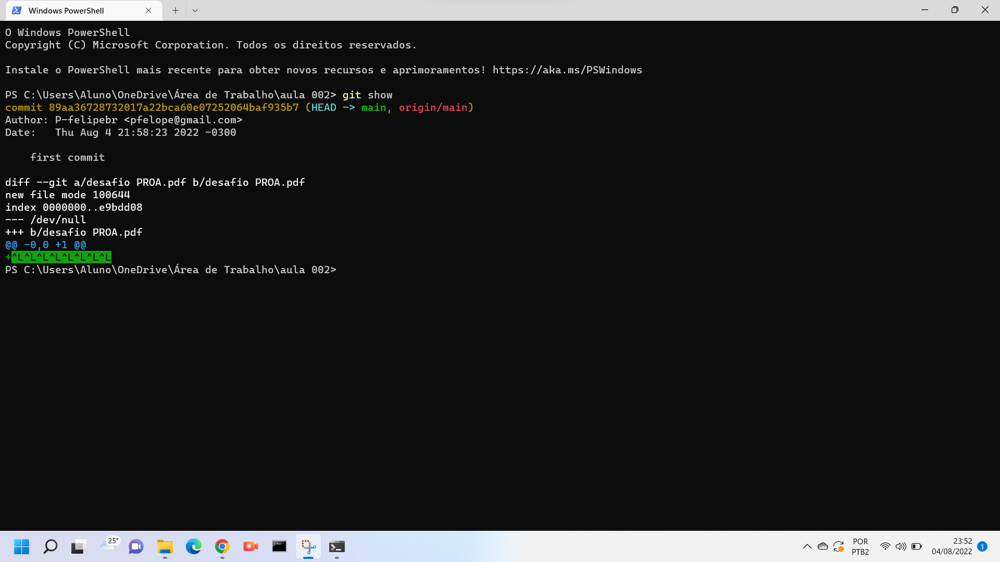 Windows PowerShell
O Windows PowerShell
Copyright (C) Microsoft Corporation. Todos os direitos reservados.
Instale o PowerShell mais recente para obter novos recursos e aprimoramentos! https://aka.ms/PSWindows
PS C:\Users\Aluno\OneDrive\Área de Trabalho\aula 002> git show
commit 89aa36728732017a22bca60e07252064baf935b7 (HEAD -> main, origin/main)
Author: P-felipebr <pfelope@gmail.com>
Date:   Thu Aug 4 21:58:23 2022 -0300
first commit
diff --git a/desafio PROA.pdf b/desafio PROA.pdf
new file mode 100644
index 0000000..e9bdd08
--- /dev/null
+++ b/desafio PROA.pdf
@@ -0,0 +1 @@
+^L^L^L^L^L^L^L^L
PS C:\Users\Aluno\OneDrive\Área de Trabalho\aula 002>
25°
POR
PTB2
23:52
04/08/2022
1